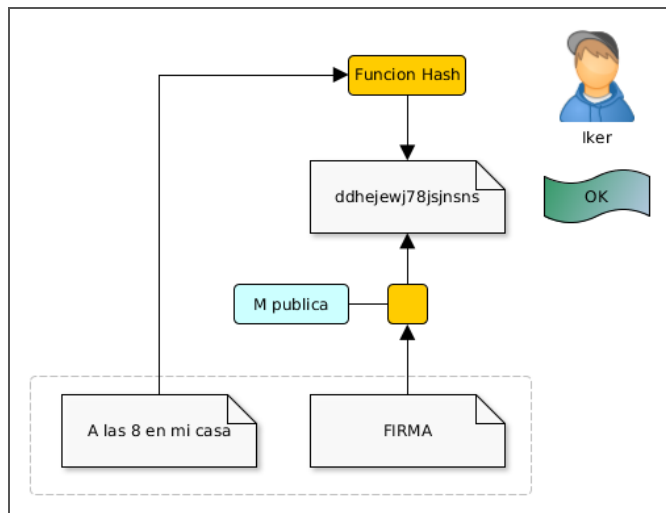 Funcion Hash
Iker
ddhejewj78jsjnsns
OK
M publica
A las 8 en mi casa
FIRMA